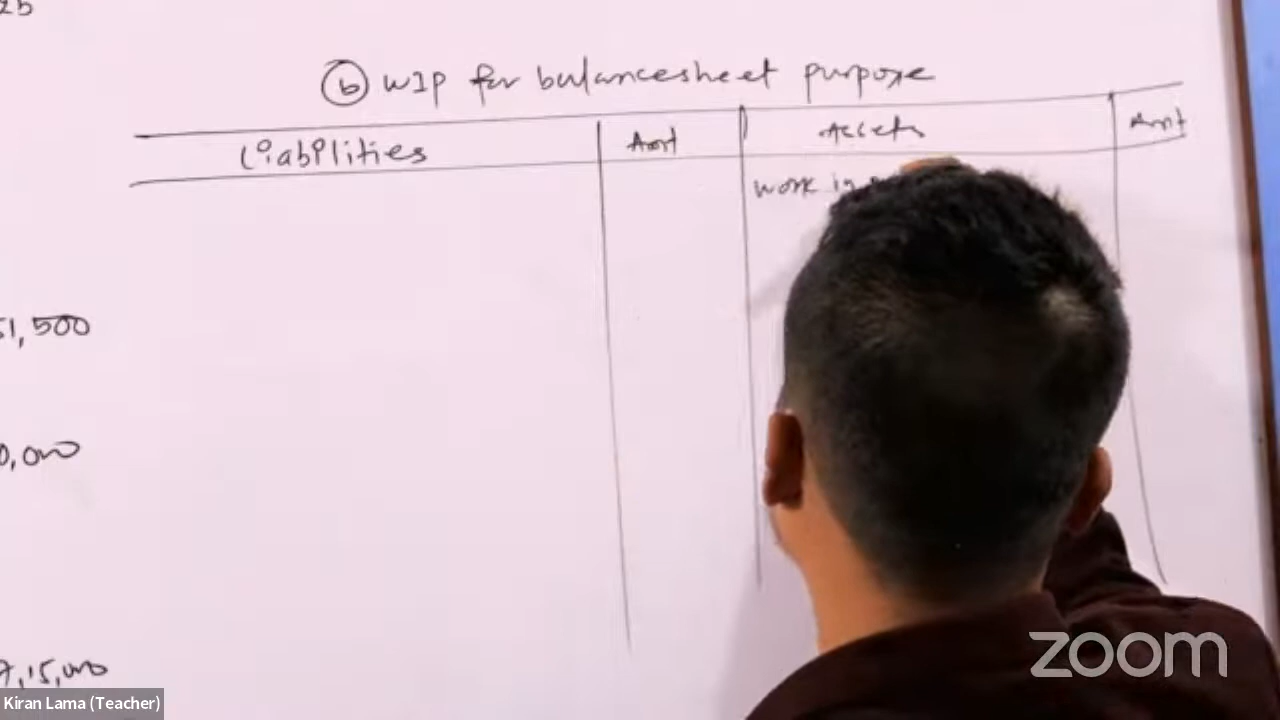 25
ⓑ WIP for balancesheet purpose
Liabilities Amt Assets Amt
work in
51,500
0,000
7,15,000
zoom
Kiran Lama (Teacher)